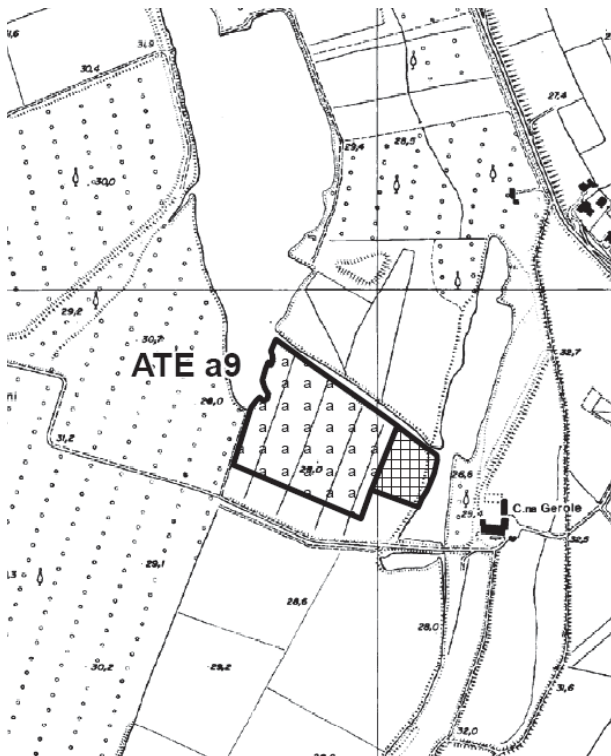 31,9
30,4
27,4
29,4
28,5
30,0
29,2
30,7
32,7
ATE a9
28,0
31,2
a a
a a a
a a a a a a
a a a a a a
a a a a a a
a 28,0 a
a a a
26,6
C.na Gerole
32,5
29,1
28,6
28,0
30,2
29,2
31,6
32,0